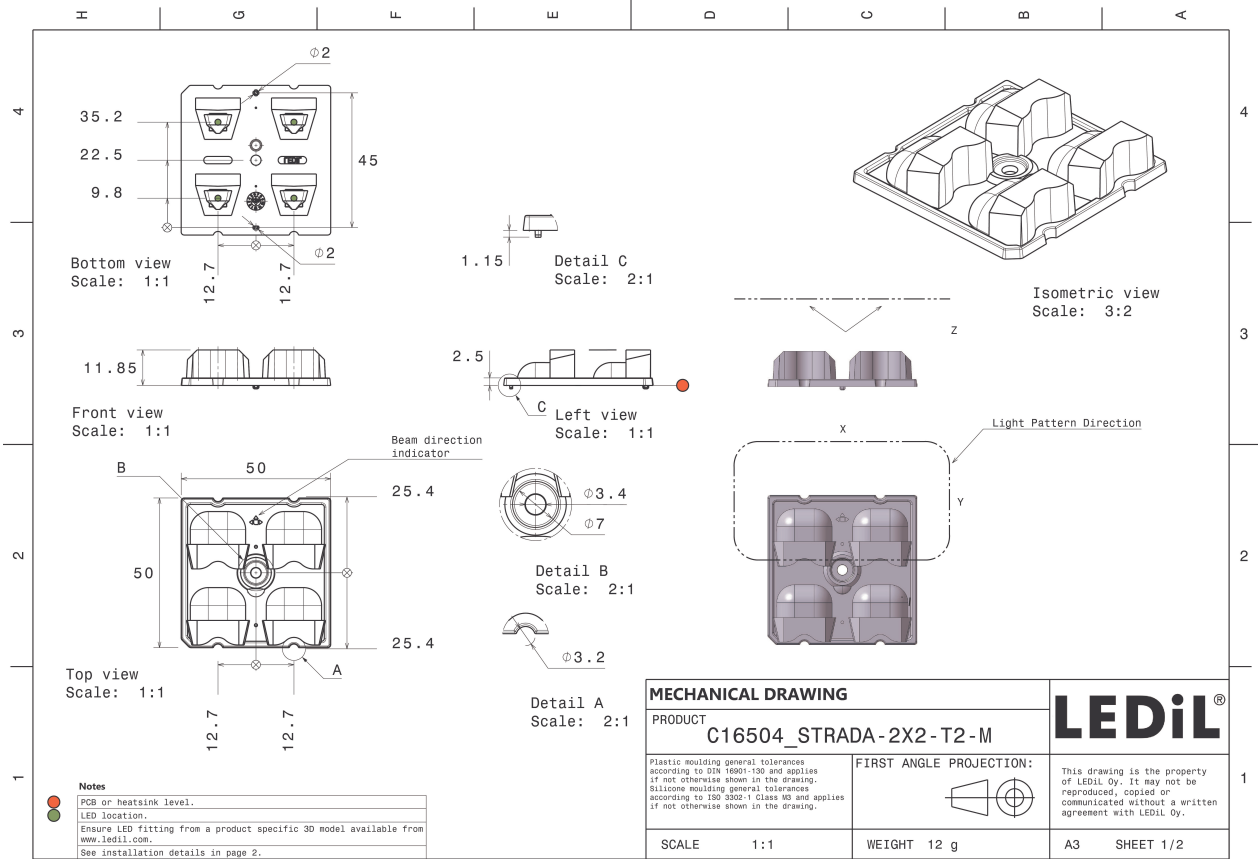 H G F E D C B A
4
4
3
3
2
2
1
1
⌀2
35.2
22.5
9.8
45
⌀2
12.7
12.7
Bottom view
Scale: 1:1
1.15
Detail C
Scale: 2:1
Isometric view
Scale: 3:2
Z
11.85
Front view
Scale: 1:1
2.5
C
Left view
Scale: 1:1
X
Y
Light Pattern Direction
Beam direction
indicator
B
50
50
25.4
25.4
A
12.7
12.7
Top view
Scale: 1:1
⌀3.4
⌀7
Detail B
Scale: 2:1
⌀3.2
Detail A
Scale: 2:1
Notes
PCB or heatsink level.
LED location.
Ensure LED fitting from a product specific 3D model available from
www.ledil.com.
See installation details in page 2.
MECHANICAL DRAWING
PRODUCT
C16504_STRADA-2X2-T2-M
LEDiL®
Plastic moulding general tolerances
according to DIN 16901-130 and applies
if not otherwise shown in the drawing.
Silicone moulding general tolerances
according to ISO 3302-1 Class M3 and applies
if not otherwise shown in the drawing.
FIRST ANGLE PROJECTION:
This drawing is the property
of LEDiL Oy. It may not be
reproduced, copied or
communicated without a written
agreement with LEDiL Oy.
SCALE 1:1
WEIGHT 12 g
A3 SHEET 1/2